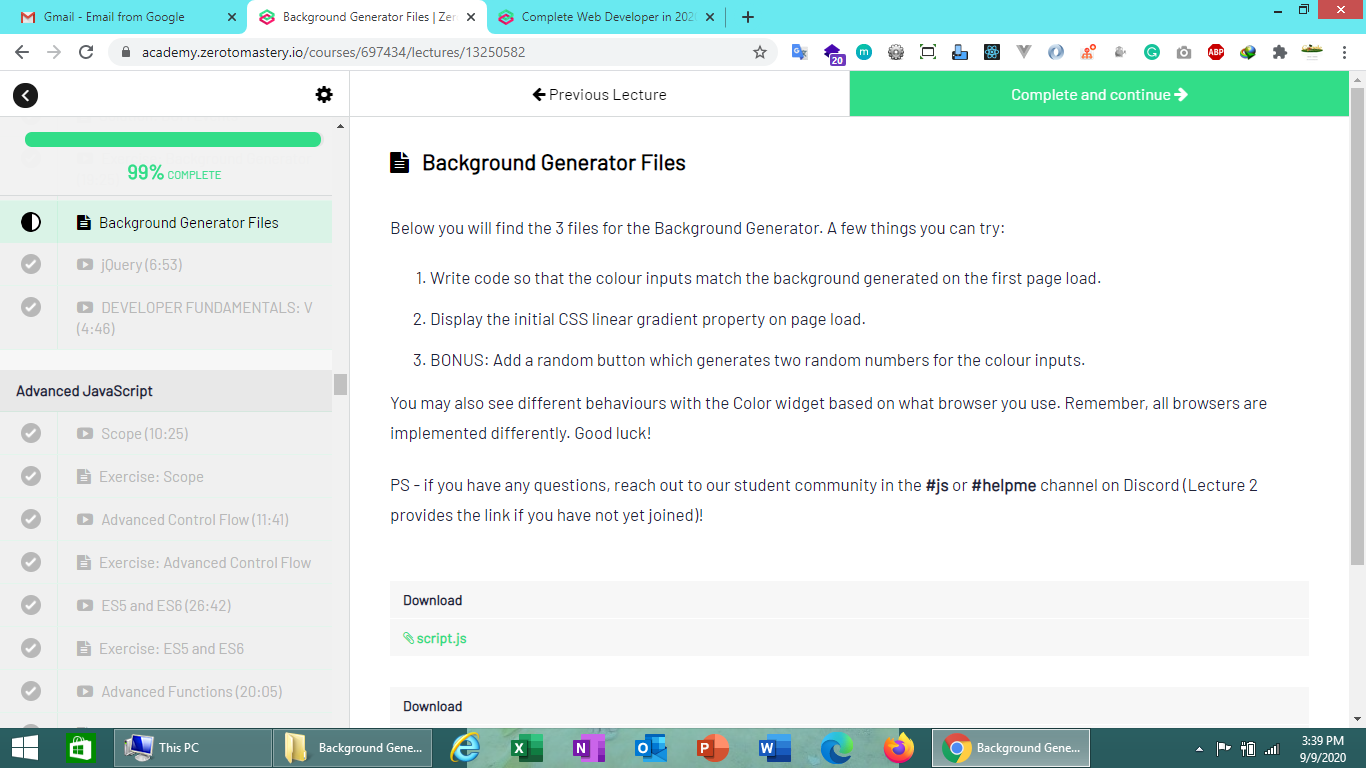 Gmail - Email from Google
Background Generator Files | Zer
Complete Web Developer in 202
academy.zerotomastery.io/courses/697434/lectures/13250582
20
ABP
Previous Lecture
Complete and continue
99% COMPLETE
Background Generator Files
jQuery (6:53)
DEVELOPER FUNDAMENTALS: V
(4:46)
Advanced JavaScript
Scope (10:25)
Exercise: Scope
Advanced Control Flow (11:41)
Exercise: Advanced Control Flow
ES5 and ES6 (26:42)
Exercise: ES5 and ES6
Advanced Functions (20:05)
Background Generator Files
Below you will find the 3 files for the Background Generator. A few things you can try:
1. Write code so that the colour inputs match the background generated on the first page load.
2. Display the initial CSS linear gradient property on page load.
3. BONUS: Add a random button which generates two random numbers for the colour inputs.
You may also see different behaviours with the Color widget based on what browser you use. Remember, all browsers are
implemented differently. Good luck!
PS - if you have any questions, reach out to our student community in the #js or #helpme channel on Discord (Lecture 2
provides the link if you have not yet joined)!
Download
script.js
Download
This PC
Background Gene...
Background Gene...
3:39 PM
9/9/2020